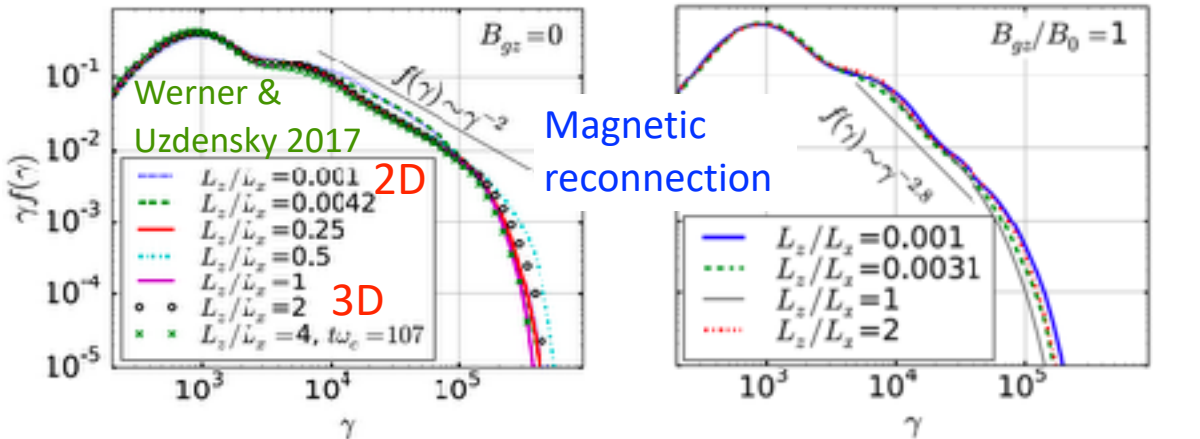 B_gz = 0
10^-1
10^-2
10^-3
10^-4
10^-5
γf(γ)
Werner &
Uzdensky 2017
f(γ)~γ^-2
L_z/L_x=0.001
L_z/L_x=0.0042
L_z/L_x=0.25
L_z/L_x=0.5
L_z/L_x=1
L_z/L_x=2
L_z/L_x=4, tω_c=107
2D
3D
10^3
10^4
10^5
γ
Magnetic
reconnection
B_gz/B_0 = 1
f(γ)~γ^-2.8
L_z/L_x=0.001
L_z/L_x=0.0031
L_z/L_x=1
L_z/L_x=2
10^3
10^4
10^5
γ